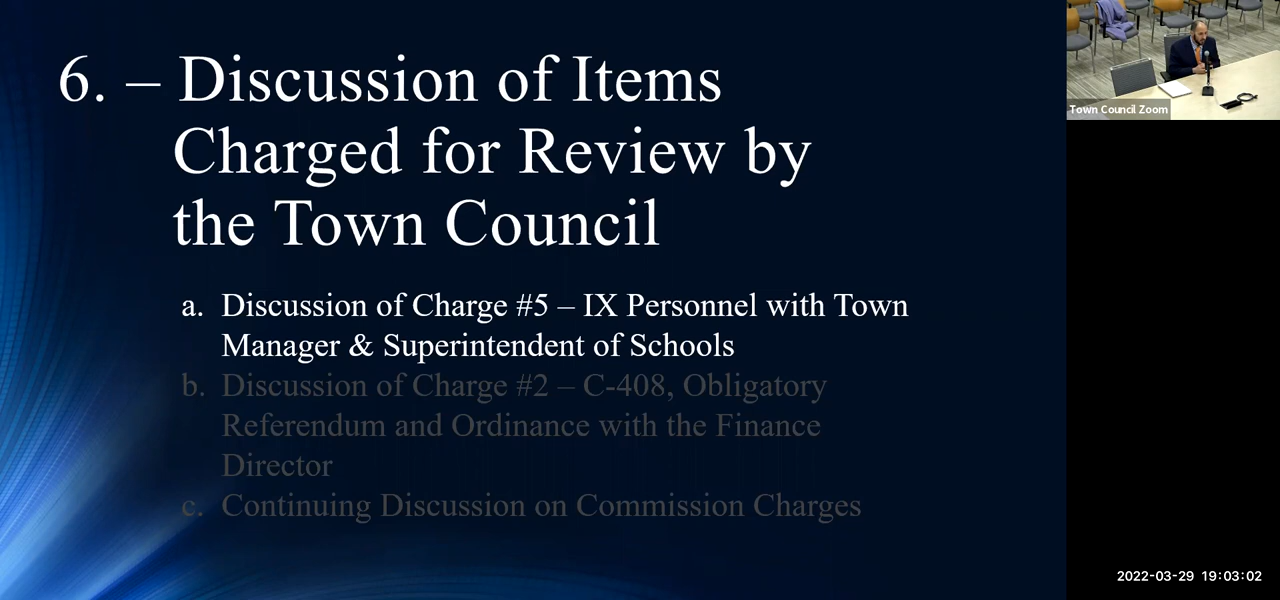 6. – Discussion of Items
Charged for Review by
the Town Council
a. Discussion of Charge #5 – IX Personnel with Town
Manager & Superintendent of Schools
b. Discussion of Charge #2 – C-408, Obligatory
Referendum and Ordinance with the Finance
Director
c. Continuing Discussion on Commission Charges
Town Council Zoom
2022-03-29 19:03:02